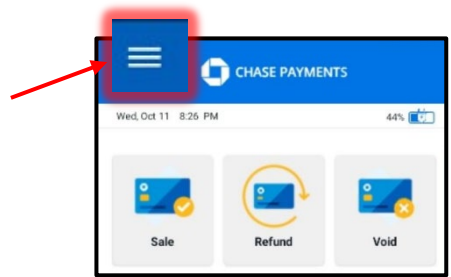 CHASE PAYMENTS
Wed, Oct 11 8:26 PM 44%
Sale Refund Void